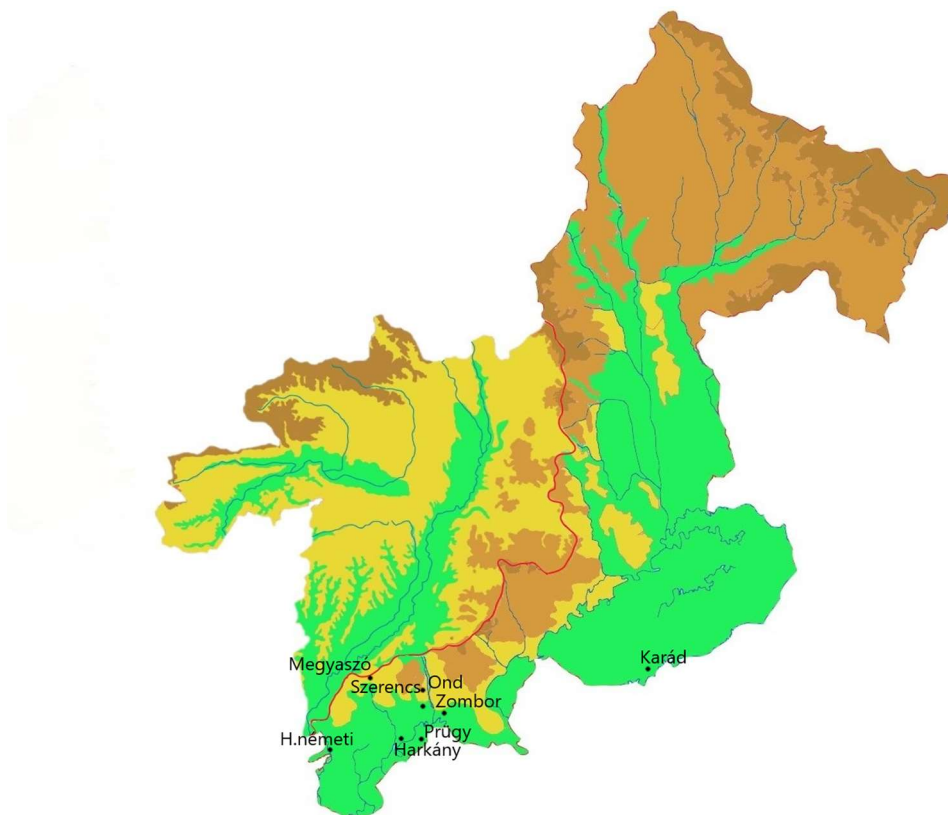 Karád
Megyaszó
Szerencs
Ond
Zombor
Prügy
H.németi
Harkány